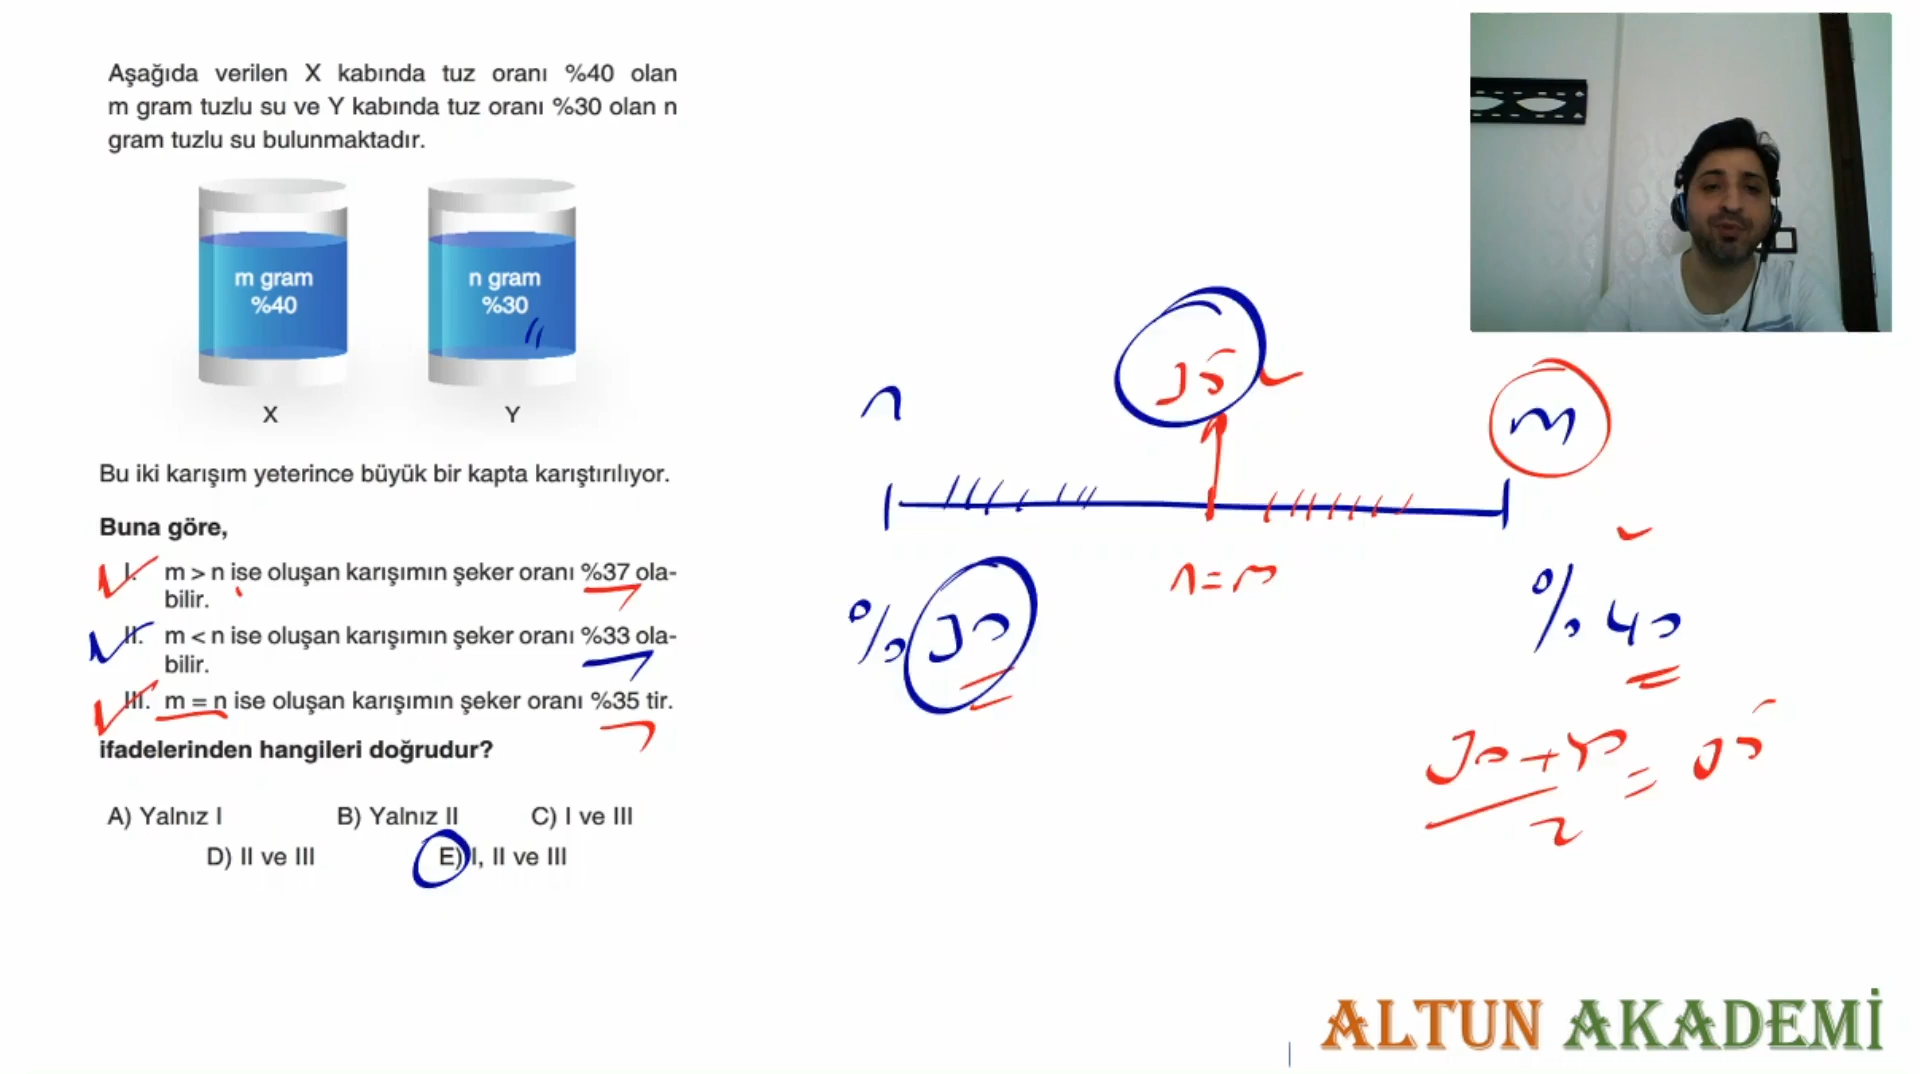 Aşağıda verilen X kabında tuz oranı %40 olan
m gram tuzlu su ve Y kabında tuz oranı %30 olan n
gram tuzlu su bulunmaktadır.
m gram
%40
n gram
%30
X
Y
Bu iki karışım yeterince büyük bir kapta karıştırılıyor.
Buna göre,
I. m > n ise oluşan karışımın şeker oranı %37 ola-
bilir.
II. m < n ise oluşan karışımın şeker oranı %33 ola-
bilir.
III. m = n ise oluşan karışımın şeker oranı %35 tir.
ifadelerinden hangileri doğrudur?
A) Yalnız I B) Yalnız II C) I ve III
D) II ve III E) I, II ve III
n
35
m
n = m
% 30
% 40
ALTUN AKADEMİ